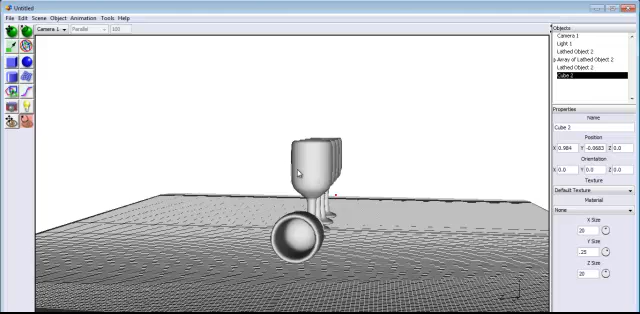 Untitled
File Edit Scene Object Animation Tools Help
Camera 1 Parallel 100
Objects
Camera 1
Light 1
Lathed Object 2
Array of Lathed Object 2
Lathed Object 2
Cube 2
Properties
Name
Cube 2
Position
X 0.984 Y -0.0683 Z 0.0
Orientation
X 0.0 Y 0.0 Z 0.0
Texture
Default Texture
Material
None
X Size
20
Y Size
.25
Z Size
20